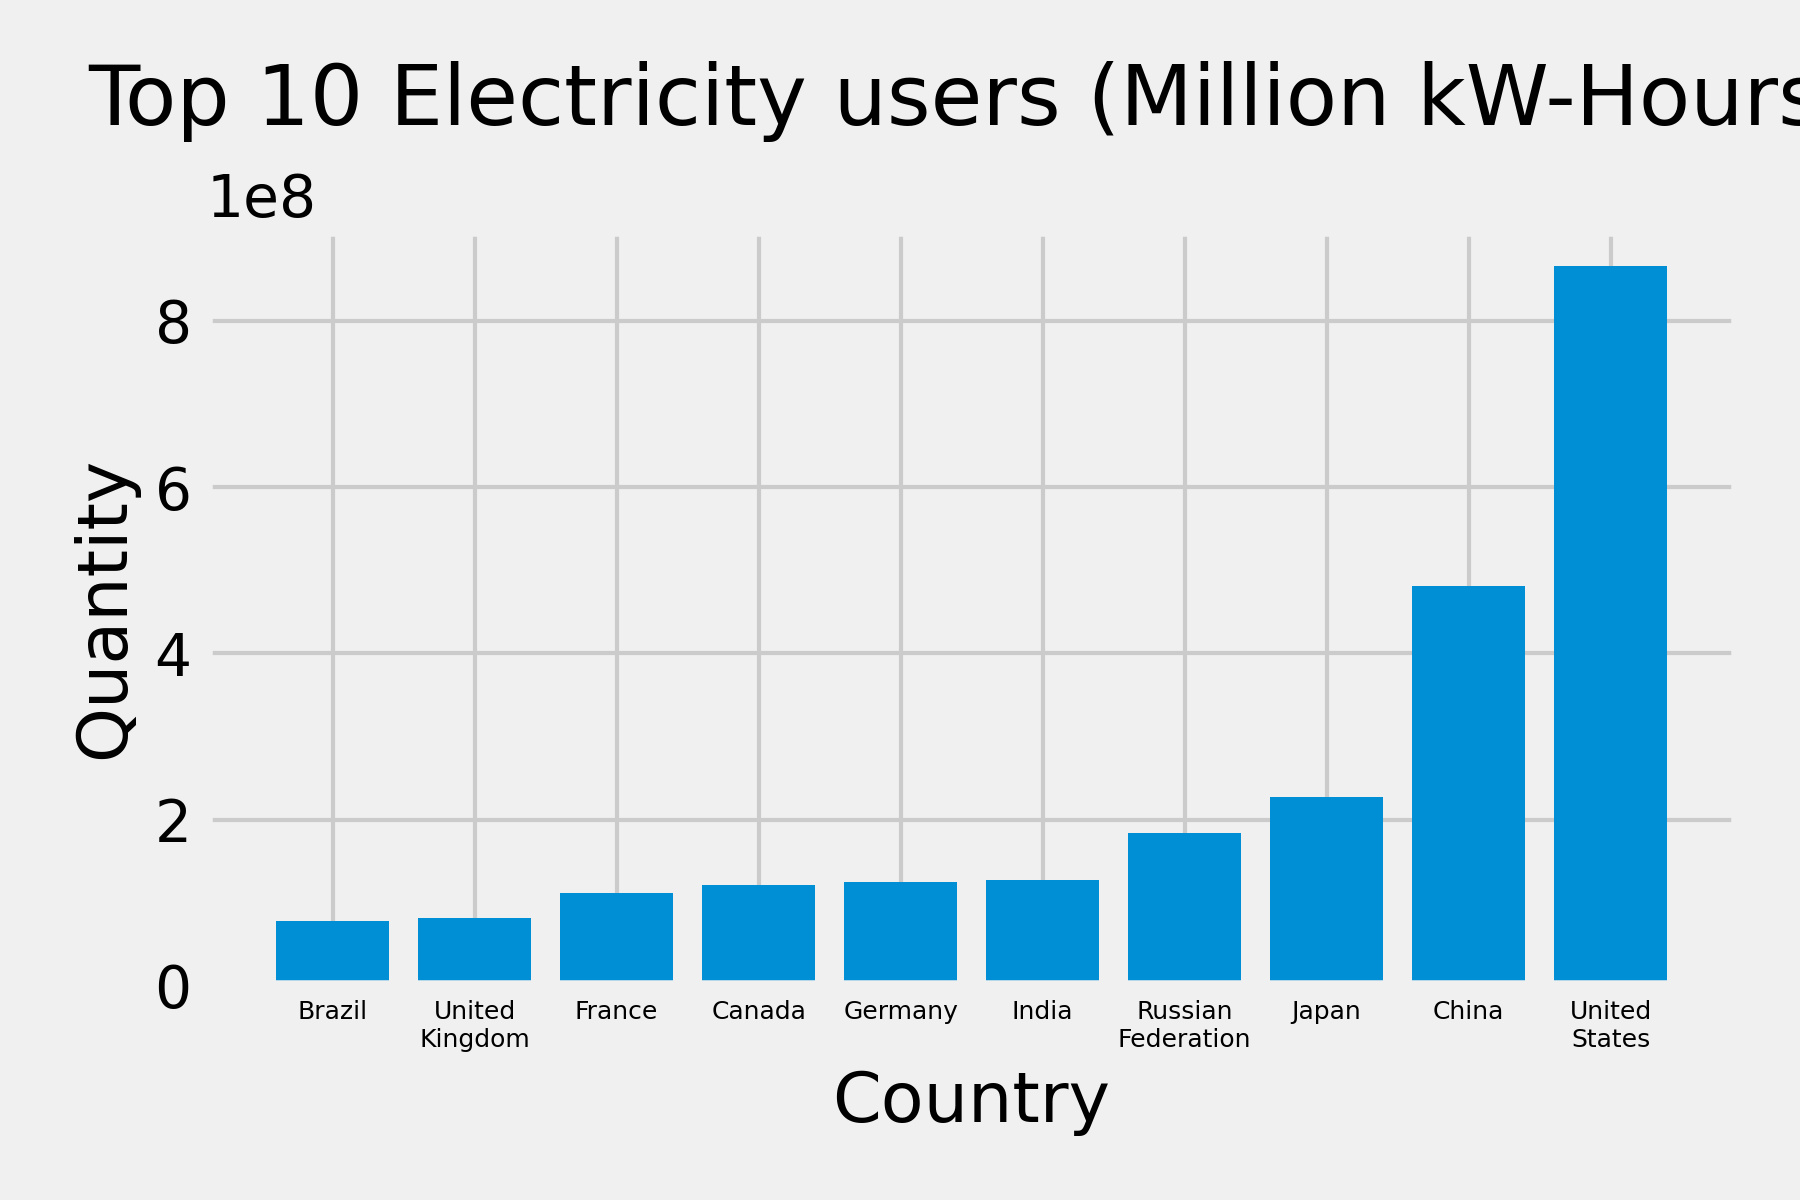 Top 10 Electricity users (Million kW-Hours
1e8
8
6
4
2
0
Quantity
Brazil
United
Kingdom
France
Canada
Germany
India
Russian
Federation
Japan
China
United
States
Country